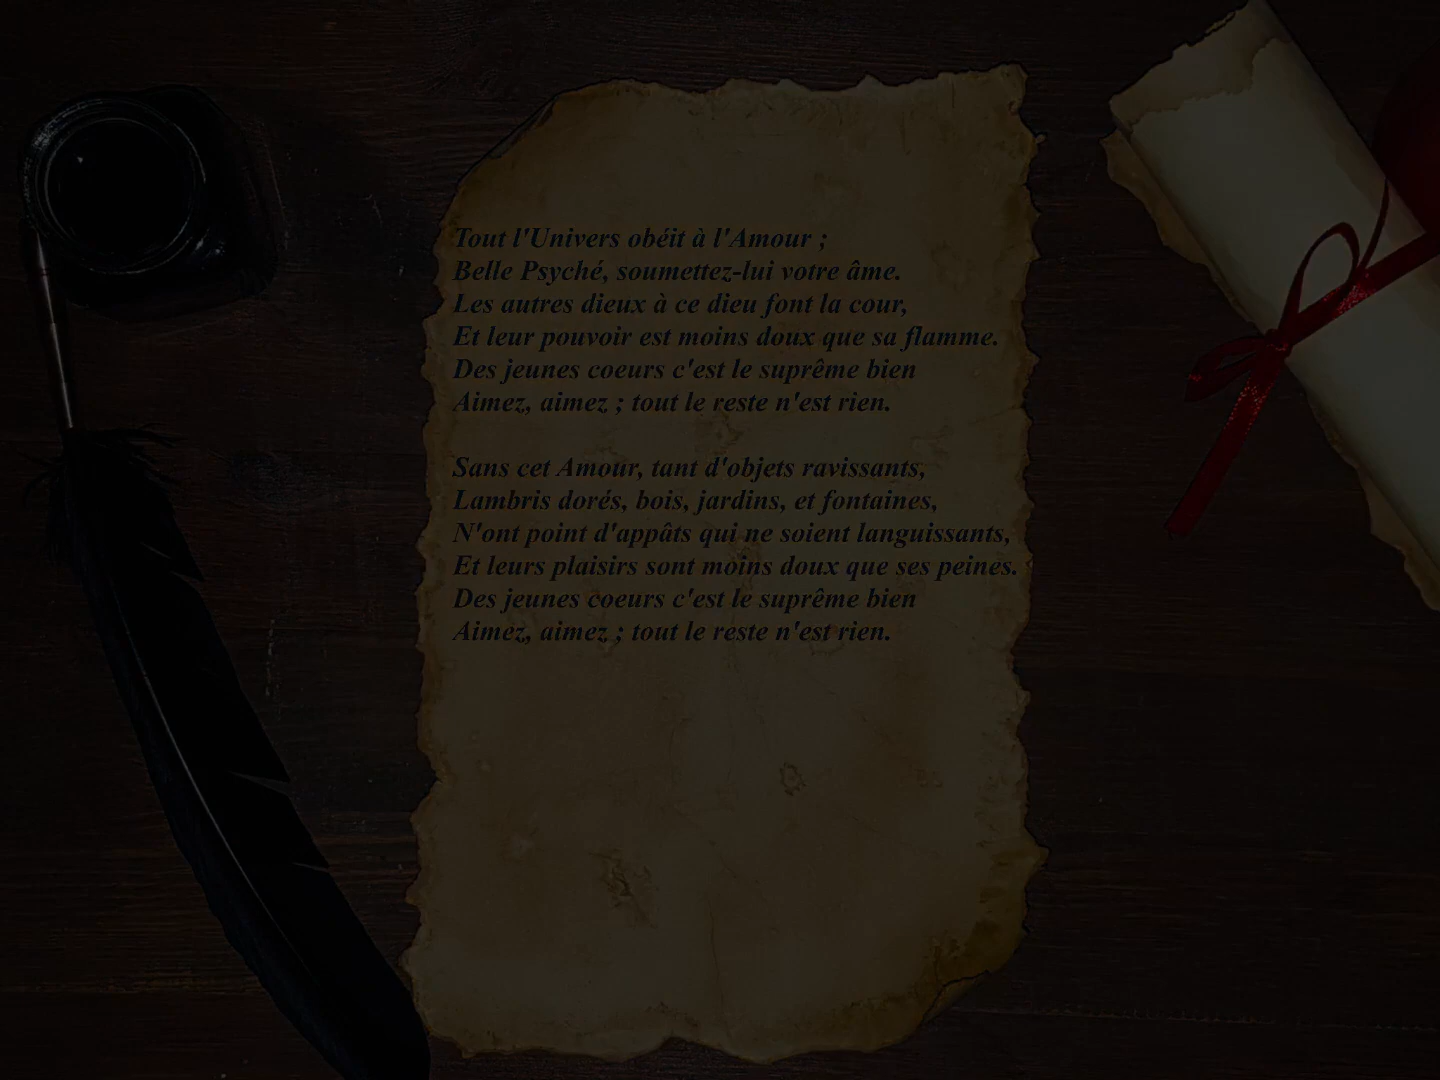 Tout l'Univers obéit à l'Amour ;
Belle Psyché, soumettez-lui votre âme.
Les autres dieux à ce dieu font la cour,
Et leur pouvoir est moins doux que sa flamme.
Des jeunes coeurs c'est le suprême bien
Aimez, aimez ; tout le reste n'est rien.

Sans cet Amour, tant d'objets ravissants,
Lambris dorés, bois, jardins, et fontaines,
N'ont point d'appâts qui ne soient languissants,
Et leurs plaisirs sont moins doux que ses peines.
Des jeunes coeurs c'est le suprême bien
Aimez, aimez ; tout le reste n'est rien.